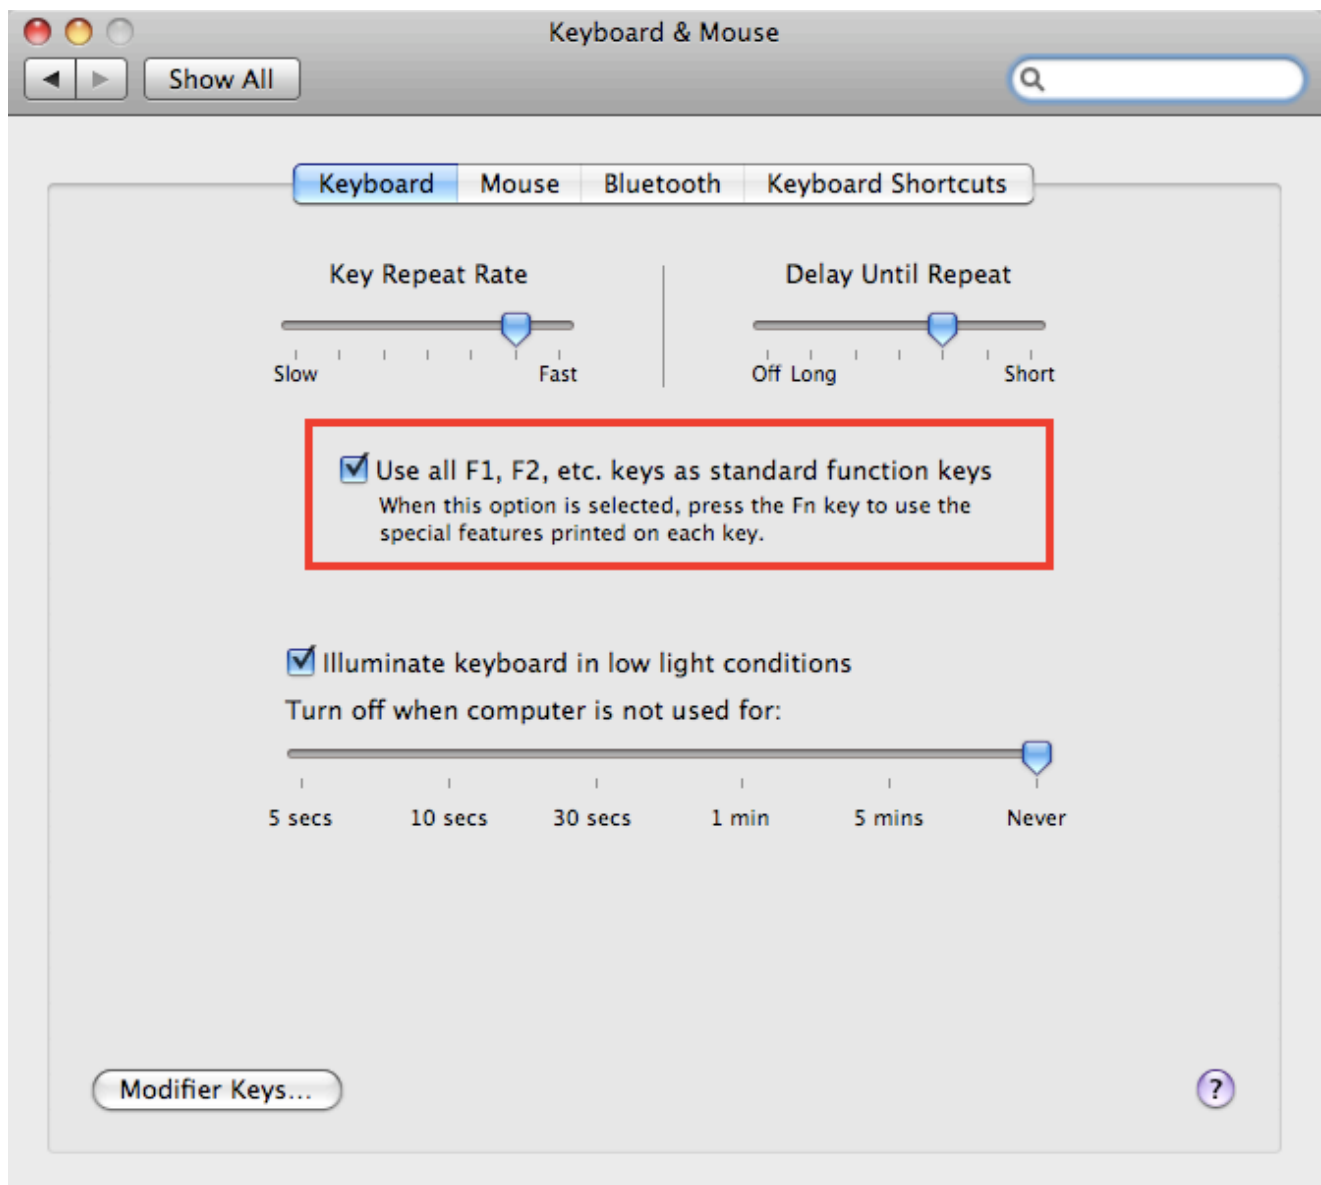 Keyboard & Mouse
Show All
Keyboard Mouse Bluetooth Keyboard Shortcuts
Key Repeat Rate Delay Until Repeat
Slow Fast Off Long Short
Use all F1, F2, etc. keys as standard function keys
When this option is selected, press the Fn key to use the
special features printed on each key.
Illuminate keyboard in low light conditions
Turn off when computer is not used for:
5 secs 10 secs 30 secs 1 min 5 mins Never
Modifier Keys... ?